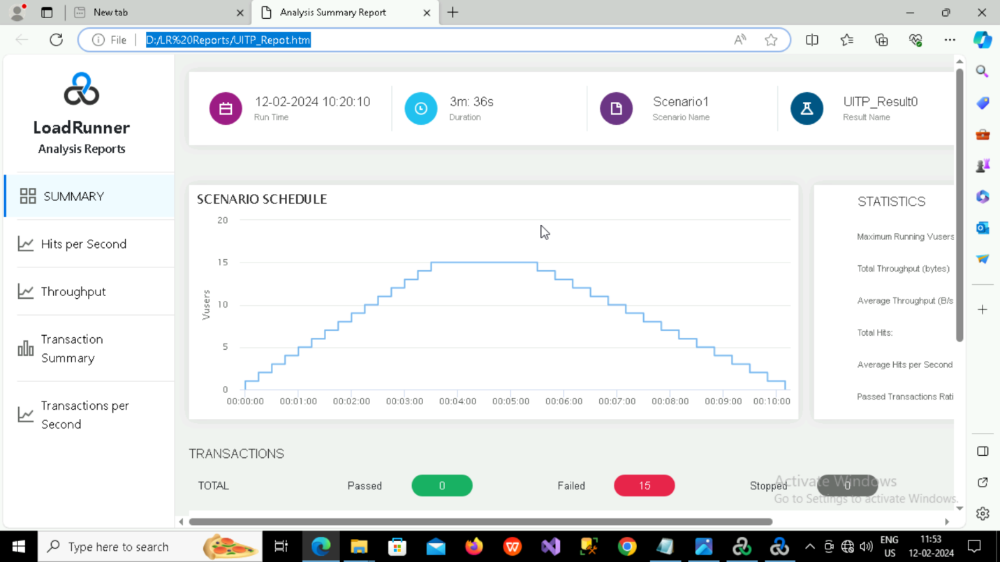 New tab
Analysis Summary Report
File
D:/LR%20Reports/UITP_Repot.htm
LoadRunner
Analysis Reports
SUMMARY
Hits per Second
Throughput
Transaction
Summary
Transactions per
Second
12-02-2024 10:20:10
Run Time
3m: 36s
Duration
Scenario1
Scenario Name
UITP_Result0
Result Name
SCENARIO SCHEDULE
20
15
10
5
0
Vusers
00:00:00 00:01:00 00:02:00 00:03:00 00:04:00 00:05:00 00:06:00 00:07:00 00:08:00 00:09:00 00:10:00
STATISTICS
Maximum Running Vusers
Total Throughput (bytes)
Average Throughput (B/s
Total Hits:
Average Hits per Second
Passed Transactions Rati
TRANSACTIONS
TOTAL Passed 0 Failed 15 Stopped 0
Activate Windows
Go to Settings to activate Windows.
Type here to search
ENG
US
11:53
12-02-2024